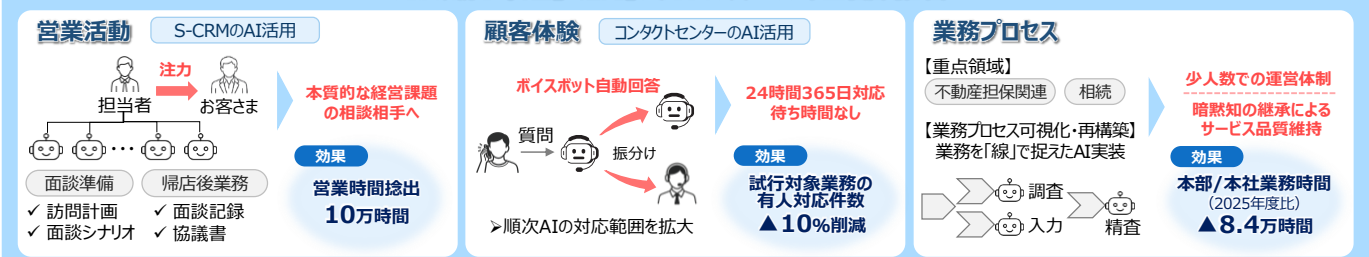 営業活動
S-CRMのAI活用
注力
担当者
お客さま
…
面談準備
帰店後業務
✓ 訪問計画
✓ 面談シナリオ
✓ 面談記録
✓ 協議書
本質的な経営課題
の相談相手へ
効果
営業時間捻出
10万時間
顧客体験
コンタクトセンターのAI活用
ボイスボット自動回答
質問
振分け
➢順次AIの対応範囲を拡大
24時間365日対応
待ち時間なし
効果
試行対象業務の
有人対応件数
▲10%削減
業務プロセス
【重点領域】
不動産担保関連
相続
【業務プロセス可視化・再構築】
業務を「線」で捉えたAI実装
調査
入力
精査
少人数での運営体制
暗黙知の継承による
サービス品質維持
効果
本部/本社業務時間
（2025年度比）
▲8.4万時間